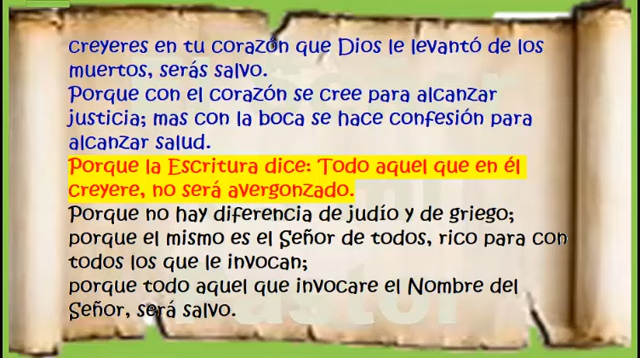 creyeres en tu corazón que Dios le levantó de los
muertos, serás salvo.
Porque con el corazón se cree para alcanzar
justicia; mas con la boca se hace confesión para
alcanzar salud.
Porque la Escritura dice: Todo aquel que en él
creyere, no será avergonzado.
Porque no hay diferencia de judío y de griego;
porque el mismo es el Señor de todos, rico para con
todos los que le invocan;
porque todo aquel que invocare el Nombre del
Señor, será salvo.